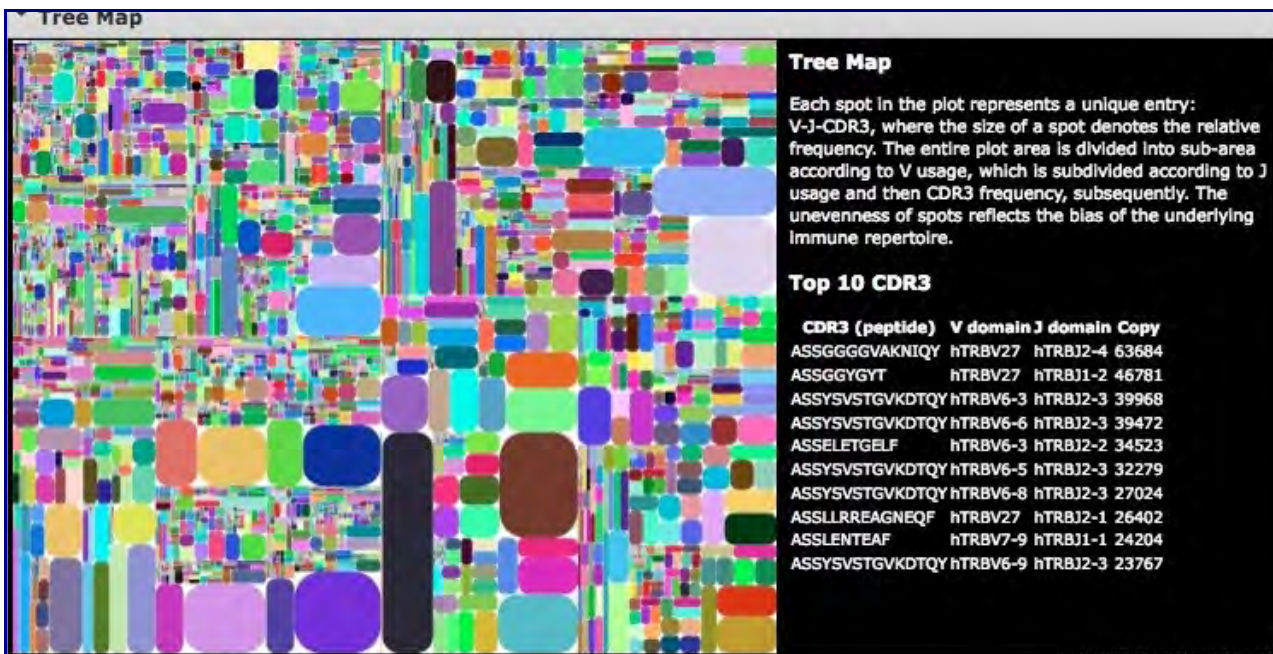 Tree Map
Tree Map
Each spot in the plot represents a unique entry:
V-J-CDR3, where the size of a spot denotes the relative
frequency. The entire plot area is divided into sub-area
according to V usage, which is subdivided according to J
usage and then CDR3 frequency, subsequently. The
unevenness of spots reflects the bias of the underlying
immune repertoire.
Top 10 CDR3
CDR3 (peptide) V domain J domain Copy
ASSGGGGVAKNIQY hTRBV27 hTRBJ2-4 63684
ASSGGYGYT hTRBV27 hTRBJ1-2 46781
ASSYSVSTGVKDTQY hTRBV6-3 hTRBJ2-3 39968
ASSYSVSTGVKDTQY hTRBV6-6 hTRBJ2-3 39472
ASSELETGELF hTRBV6-3 hTRBJ2-2 34523
ASSYSVSTGVKDTQY hTRBV6-5 hTRBJ2-3 32279
ASSYSVSTGVKDTQY hTRBV6-8 hTRBJ2-3 27024
ASSLLRREAGNEQF hTRBV27 hTRBJ2-1 26402
ASSLENTEAF hTRBV7-9 hTRBJ1-1 24204
ASSYSVSTGVKDTQY hTRBV6-9 hTRBJ2-3 23767